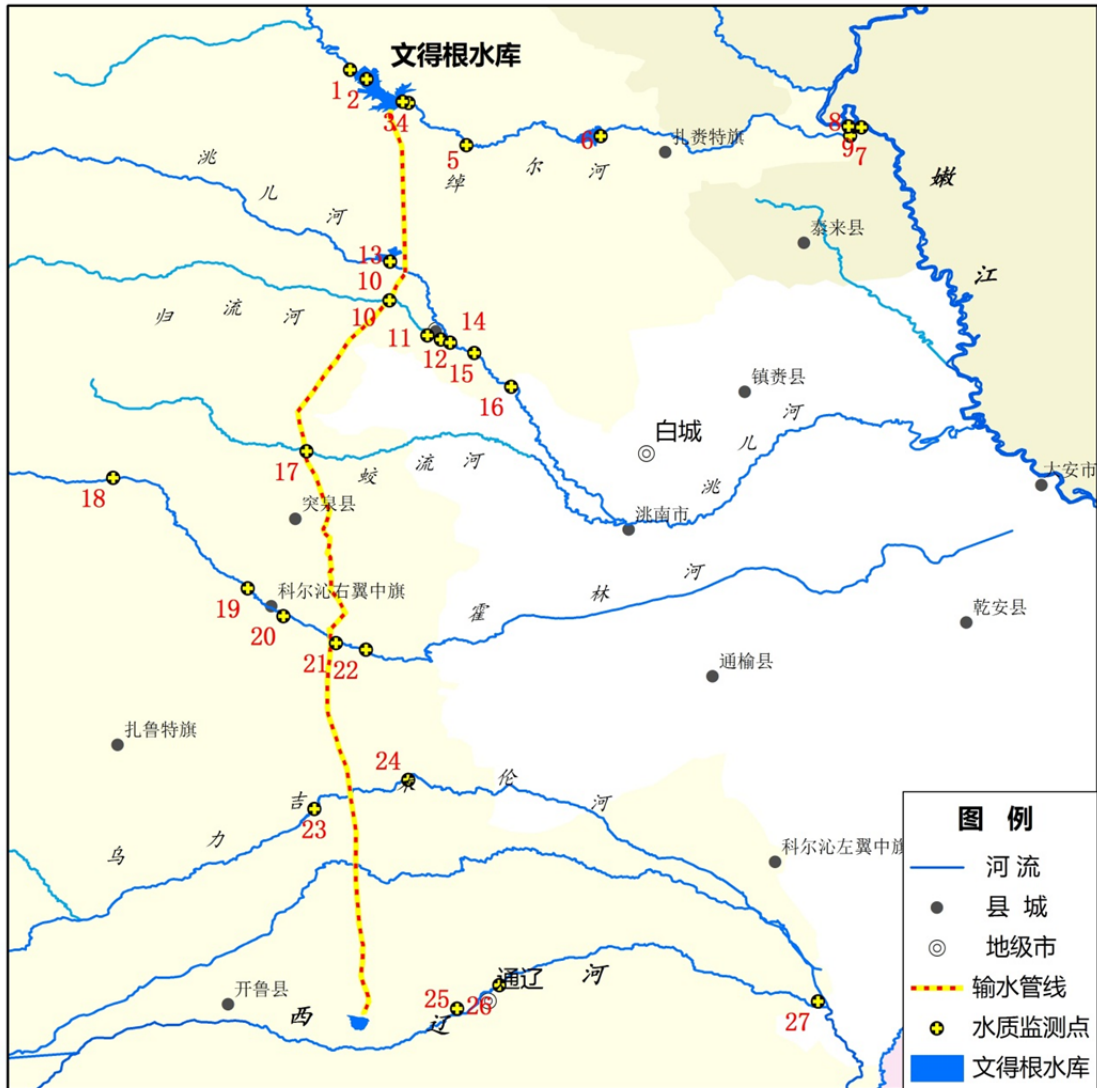 文得根水库
1
2
34
5
6
8
97
扎赉特旗
绰尔河
嫩江
洮儿河
泰来县
13
10
10
归流河
11
12
14
15
16
镇赉县
白城
洮儿河
17
蛟流河
18
突泉县
洮南市
大安市
19
科尔沁右翼中旗
20
霍林河
乾安县
21
22
通榆县
扎鲁特旗
24
23
乌力吉木伦河
科尔沁左翼中旗
开鲁县
通辽
25
26
西辽河
27
图 例
河 流
县 城
地级市
输水管线
水质监测点
文得根水库